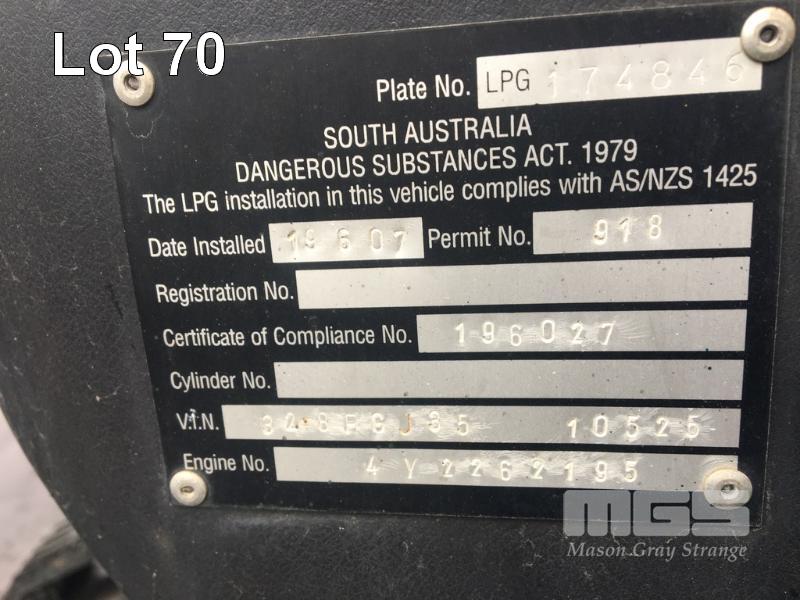 Lot 70
Plate No. LPG 174846
SOUTH AUSTRALIA
DANGEROUS SUBSTANCES ACT. 1979
The LPG installation in this vehicle complies with AS/NZS 1425
Date Installed 19 6 07 Permit No. 918
Registration No.
Certificate of Compliance No. 196027
Cylinder No.
V.I.N. 10525
Engine No. 4Y2262195
MGS
Mason Gray Strange